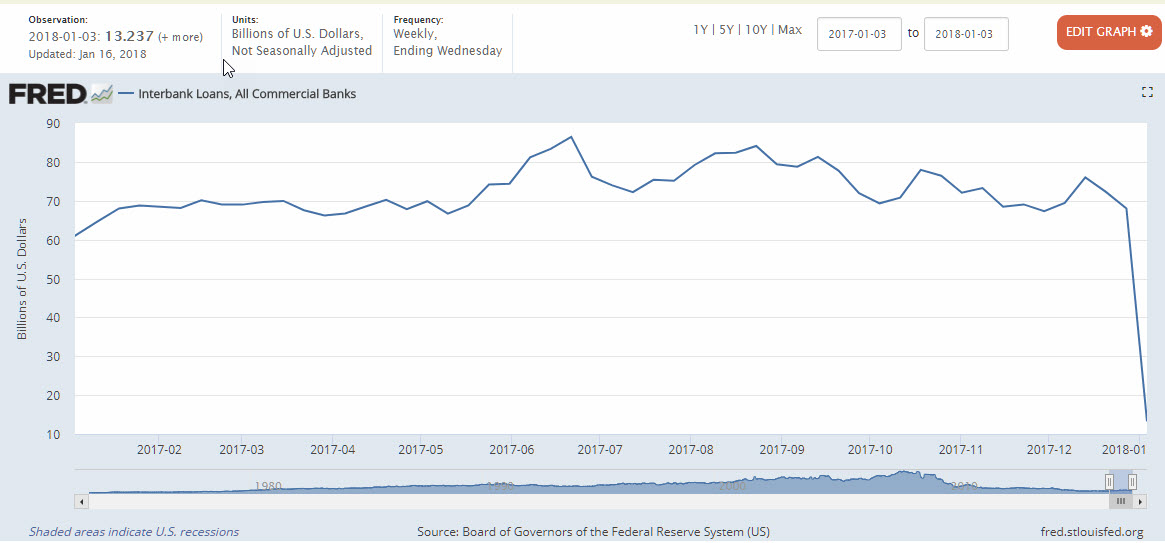 Observation:
2018-01-03: 13.237 (+ more)
Updated: Jan 16, 2018
Units:
Billions of U.S. Dollars,
Not Seasonally Adjusted
Frequency:
Weekly,
Ending Wednesday
1Y | 5Y | 10Y | Max
2017-01-03 to 2018-01-03
EDIT GRAPH
FRED
Interbank Loans, All Commercial Banks
Billions of U.S. Dollars
90
80
70
60
50
40
30
20
10
2017-02 2017-03 2017-04 2017-05 2017-06 2017-07 2017-08 2017-09 2017-10 2017-11 2017-12 2018-01
1980 1990 2000 2010
Shaded areas indicate U.S. recessions
Source: Board of Governors of the Federal Reserve System (US)
fred.stlouisfed.org